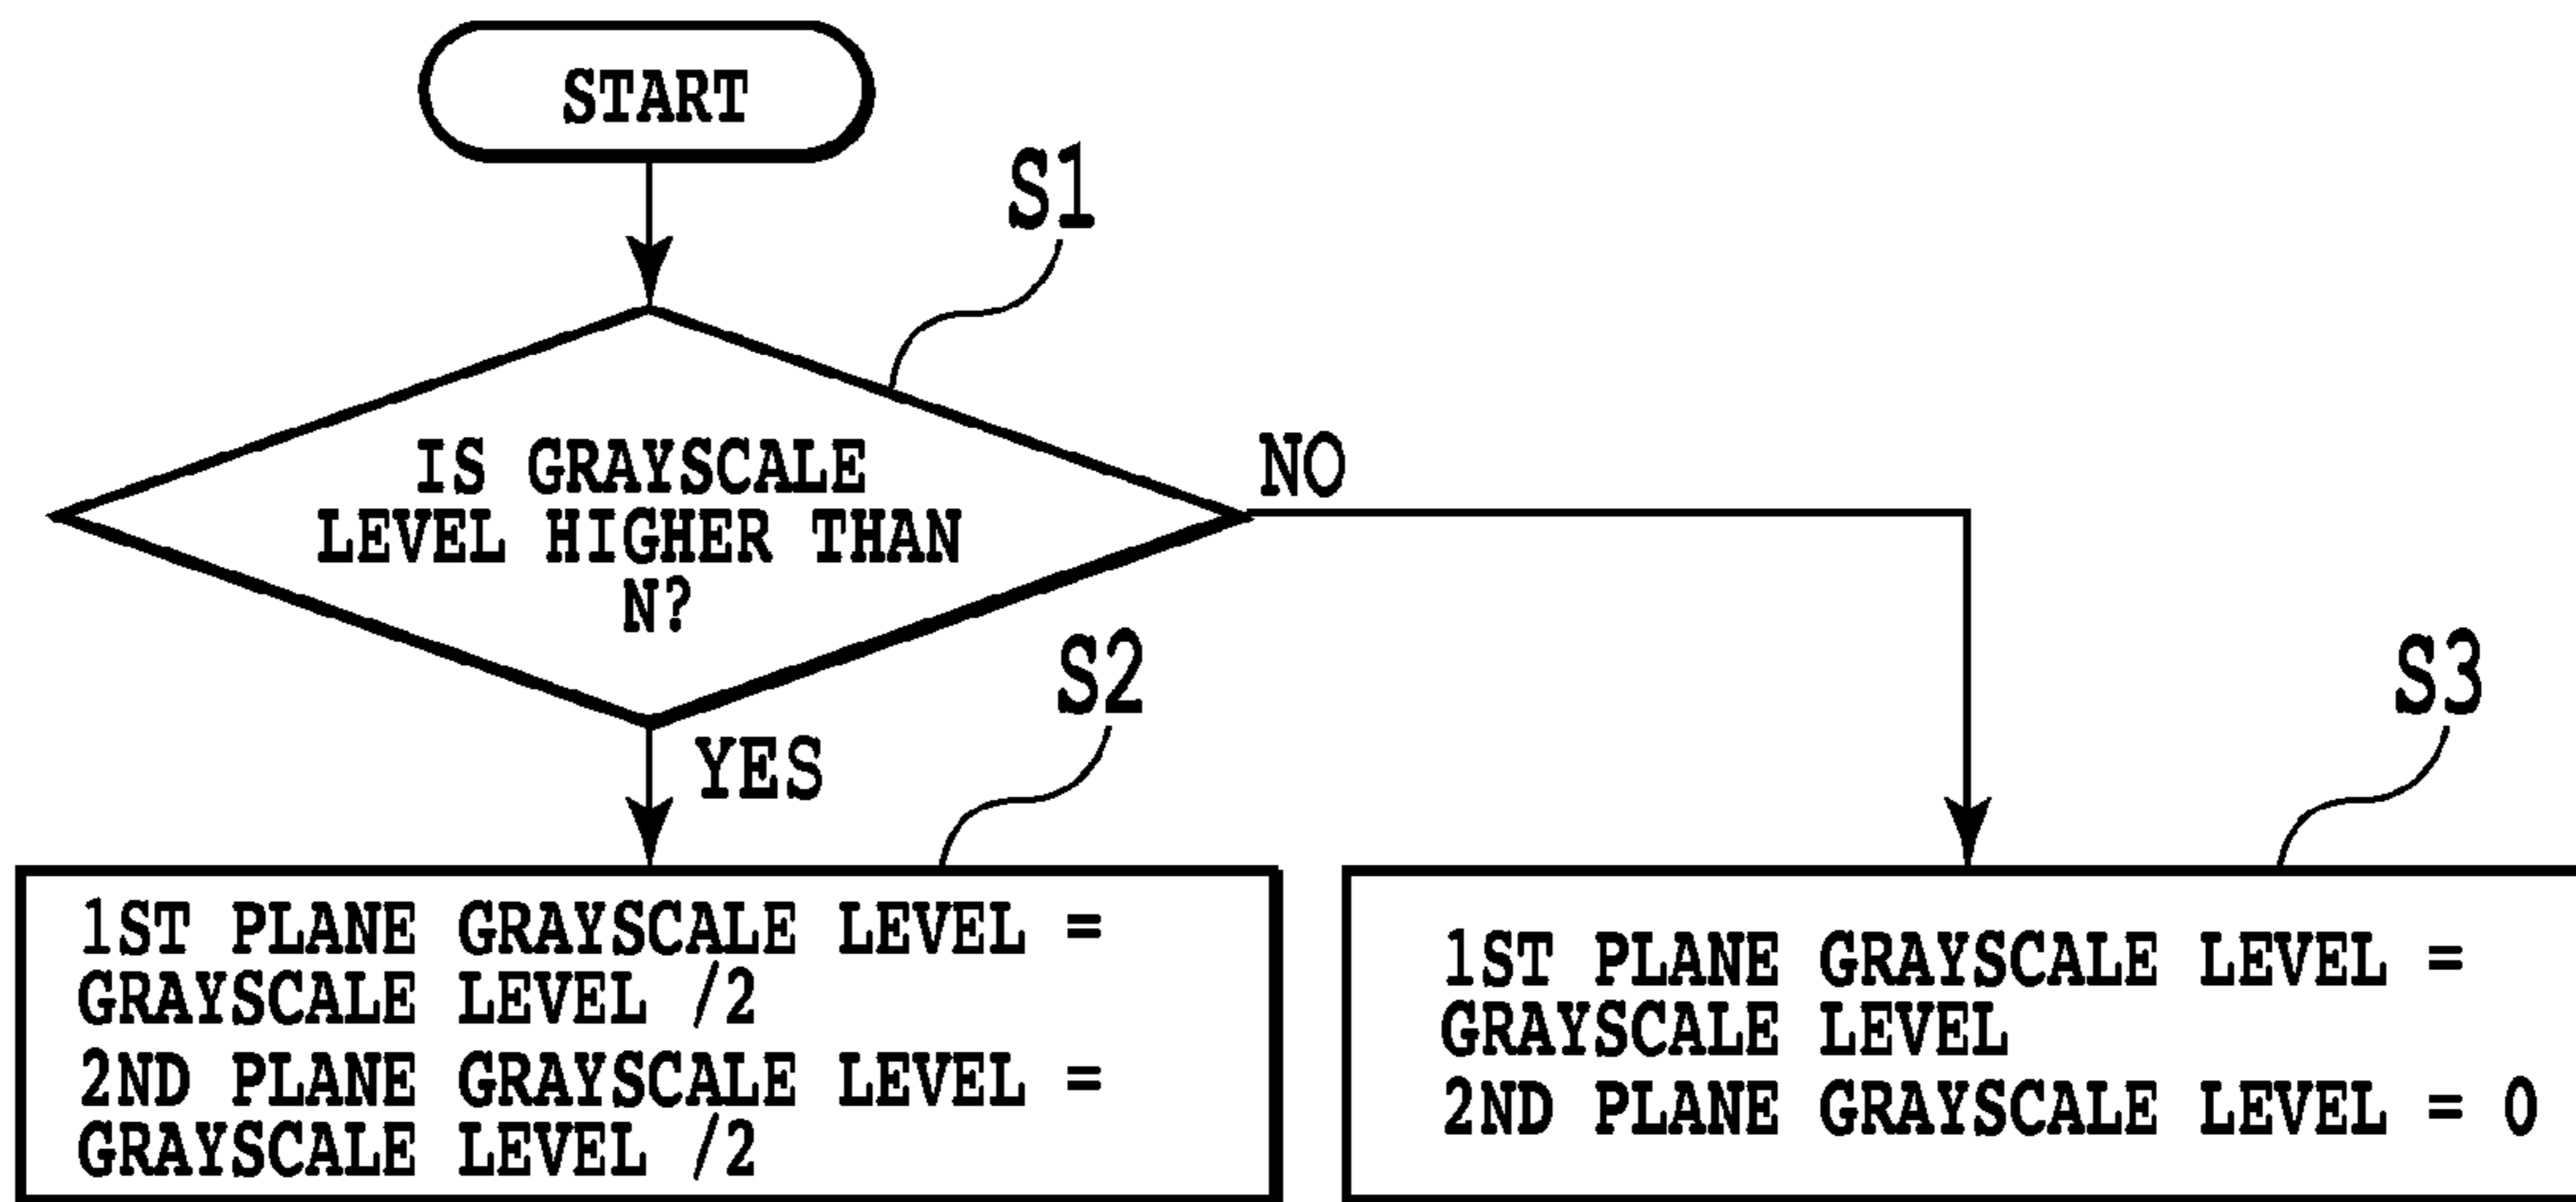 START
S1
IS GRAYSCALE
LEVEL HIGHER THAN
N?
NO
YES
S2
1ST PLANE GRAYSCALE LEVEL =
GRAYSCALE LEVEL /2
2ND PLANE GRAYSCALE LEVEL =
GRAYSCALE LEVEL /2
S3
1ST PLANE GRAYSCALE LEVEL =
GRAYSCALE LEVEL
2ND PLANE GRAYSCALE LEVEL = 0